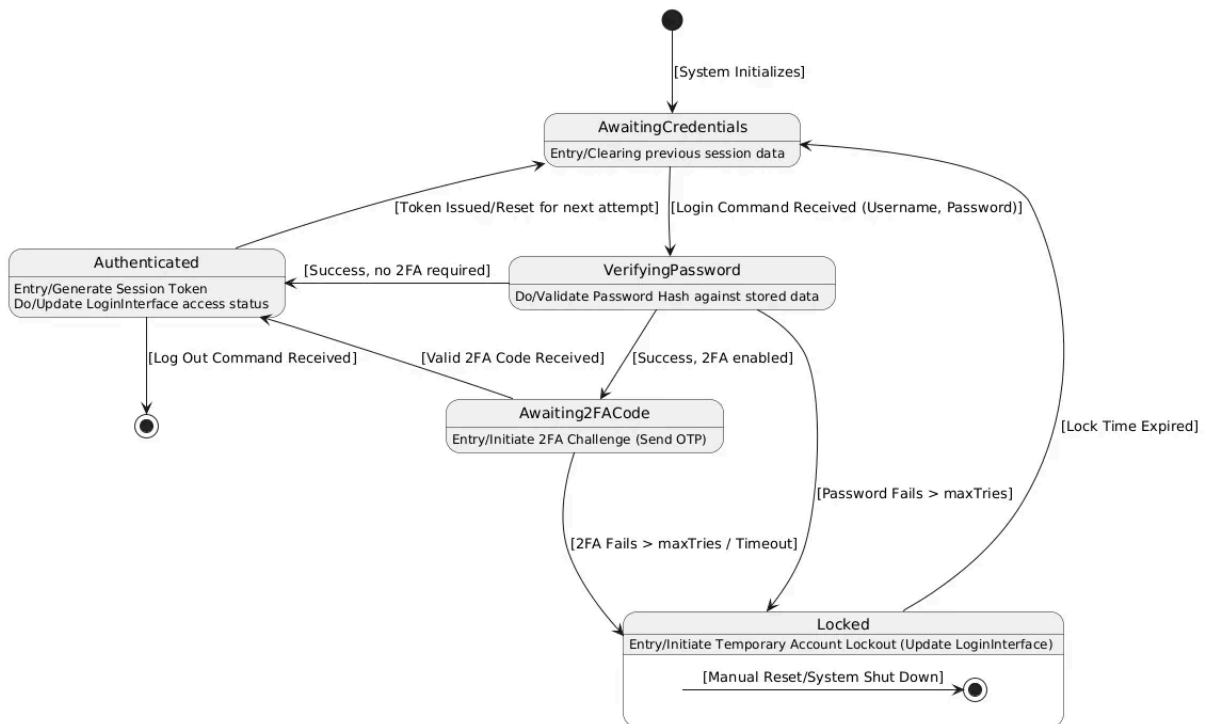 [System Initializes]
AwaitingCredentials
Entry/Clearing previous session data
[Token Issued/Reset for next attempt]
[Login Command Received (Username, Password)]
Authenticated
Entry/Generate Session Token
Do/Update LoginInterface access status
[Success, no 2FA required]
VerifyingPassword
Do/Validate Password Hash against stored data
[Log Out Command Received]
[Valid 2FA Code Received]
[Success, 2FA enabled]
Awaiting2FACode
Entry/Initiate 2FA Challenge (Send OTP)
[Lock Time Expired]
[Password Fails > maxTries]
[2FA Fails > maxTries / Timeout]
Locked
Entry/Initiate Temporary Account Lockout (Update LoginInterface)
[Manual Reset/System Shut Down]